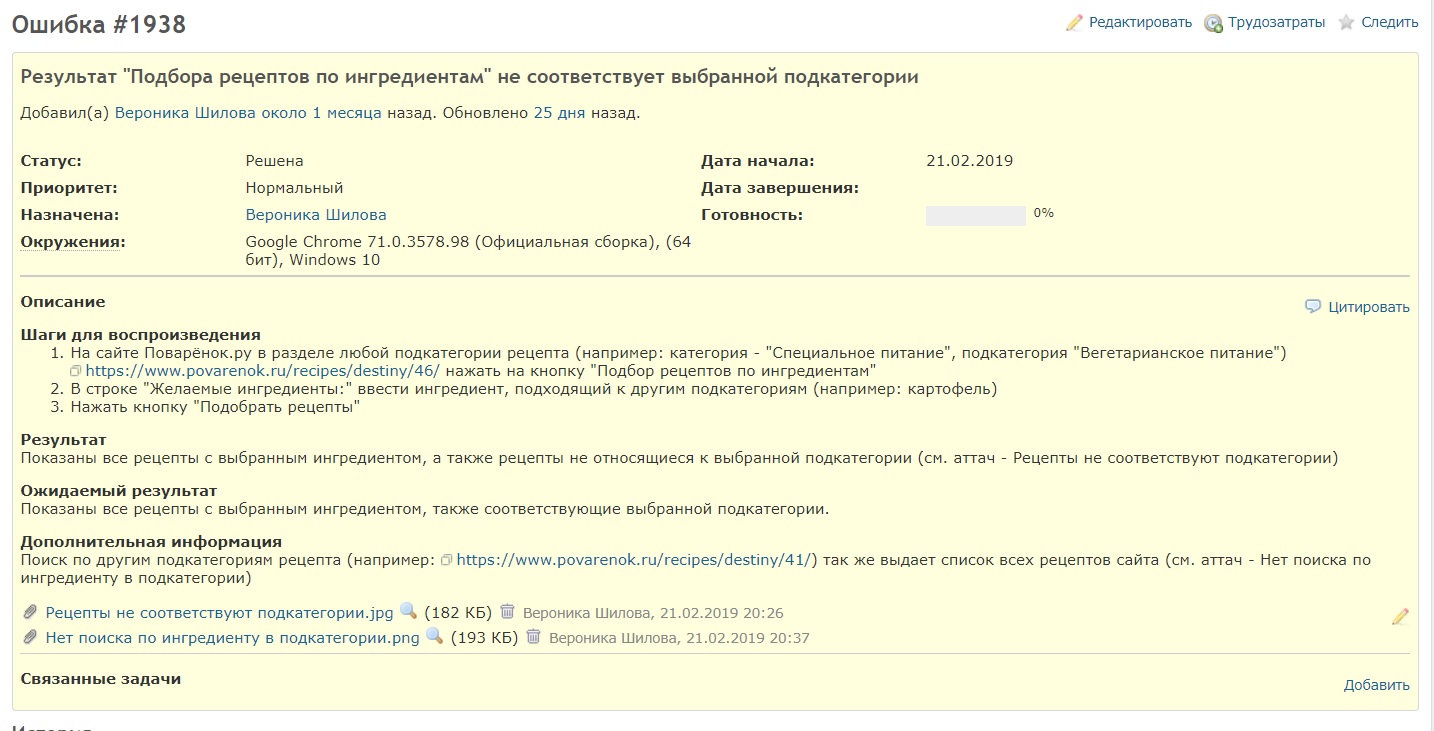 Ошибка #1938
Редактировать Трудозатраты Следить
Результат "Подбора рецептов по ингредиентам" не соответствует выбранной подкатегории
Добавил(а) Вероника Шилова около 1 месяца назад. Обновлено 25 дня назад.
Статус: Решена Дата начала: 21.02.2019
Приоритет: Нормальный Дата завершения:
Назначена: Вероника Шилова Готовность: 0%
Окружения: Google Chrome 71.0.3578.98 (Официальная сборка), (64
бит), Windows 10
Описание
Цитировать
Шаги для воспроизведения
1. На сайте Поварёнок.ру в разделе любой подкатегории рецепта (например: категория - "Специальное питание", подкатегория "Вегетарианское питание")
https://www.povarenok.ru/recipes/destiny/46/ нажать на кнопку "Подбор рецептов по ингредиентам"
2. В строке "Желаемые ингредиенты:" ввести ингредиент, подходящий к другим подкатегориям (например: картофель)
3. Нажать кнопку "Подобрать рецепты"
Результат
Показаны все рецепты с выбранным ингредиентом, а также рецепты не относящиеся к выбранной подкатегории (см. аттач - Рецепты не соответствуют подкатегории)
Ожидаемый результат
Показаны все рецепты с выбранным ингредиентом, также соответствующие выбранной подкатегории.
Дополнительная информация
Поиск по другим подкатегориям рецепта (например: https://www.povarenok.ru/recipes/destiny/41/) так же выдает список всех рецептов сайта (см. аттач - Нет поиска по
ингредиенту в подкатегории)
Рецепты не соответствуют подкатегории.jpg (182 КБ) Вероника Шилова, 21.02.2019 20:26
Нет поиска по ингредиенту в подкатегории.png (193 КБ) Вероника Шилова, 21.02.2019 20:37
Связанные задачи
Добавить
История